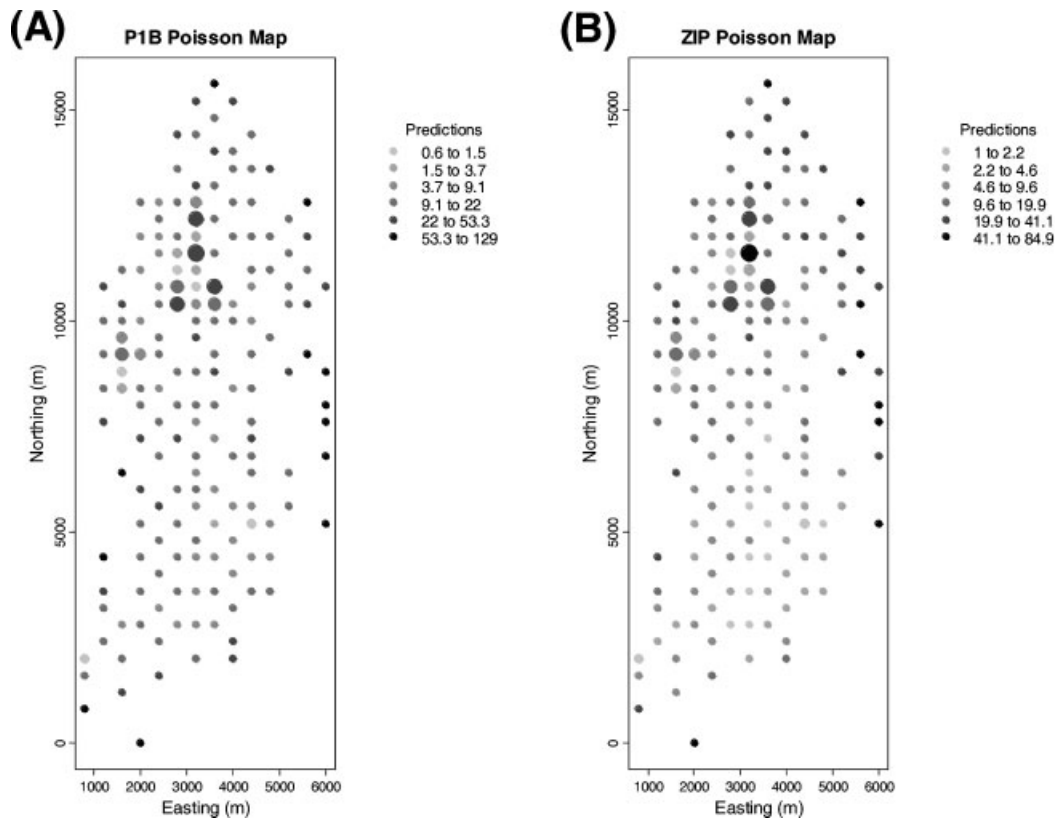 (A)
P1B Poisson Map
15000
10000
5000
0
Northing (m)
1000 2000 3000 4000 5000 6000
Easting (m)
Predictions
0.6 to 1.5
1.5 to 3.7
3.7 to 9.1
9.1 to 22
22 to 53.3
53.3 to 129
(B)
ZIP Poisson Map
15000
10000
5000
0
Northing (m)
1000 2000 3000 4000 5000 6000
Easting (m)
Predictions
1 to 2.2
2.2 to 4.6
4.6 to 9.6
9.6 to 19.9
19.9 to 41.1
41.1 to 84.9